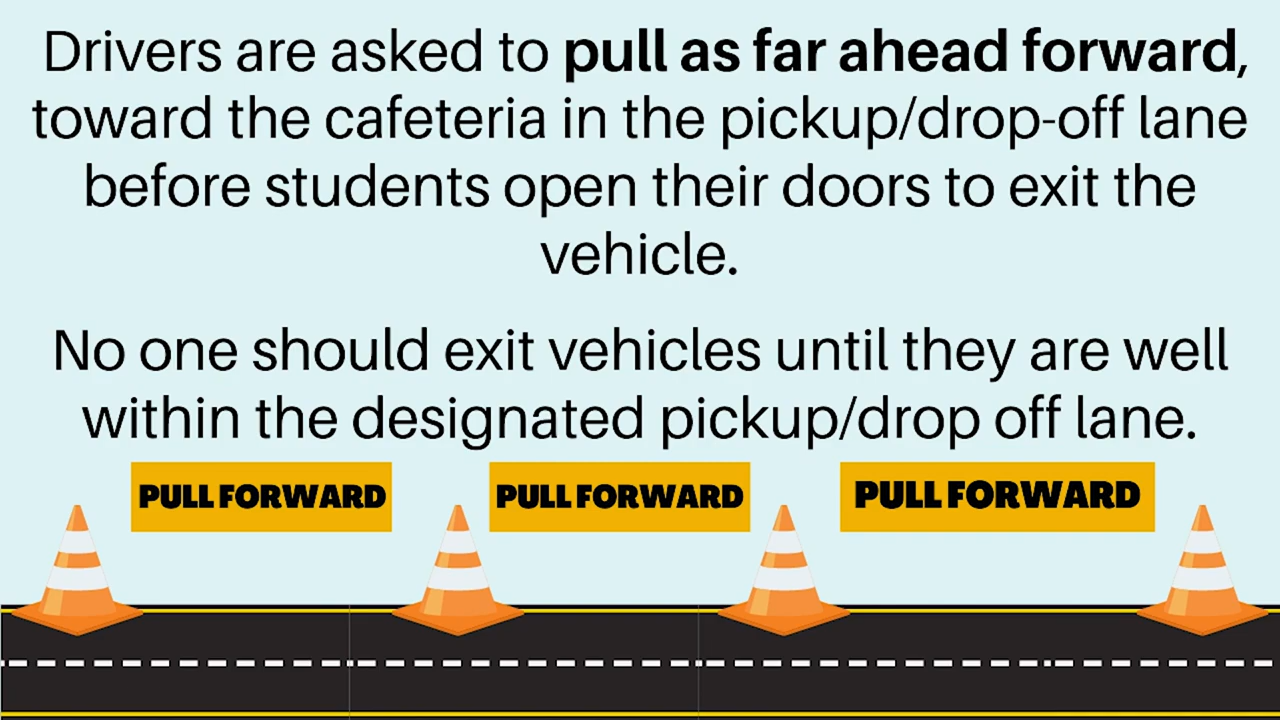 Drivers are asked to pull as far ahead forward,
toward the cafeteria in the pickup/drop-off lane
before students open their doors to exit the
vehicle.
No one should exit vehicles until they are well
within the designated pickup/drop off lane.
PULL FORWARD
PULL FORWARD
PULL FORWARD